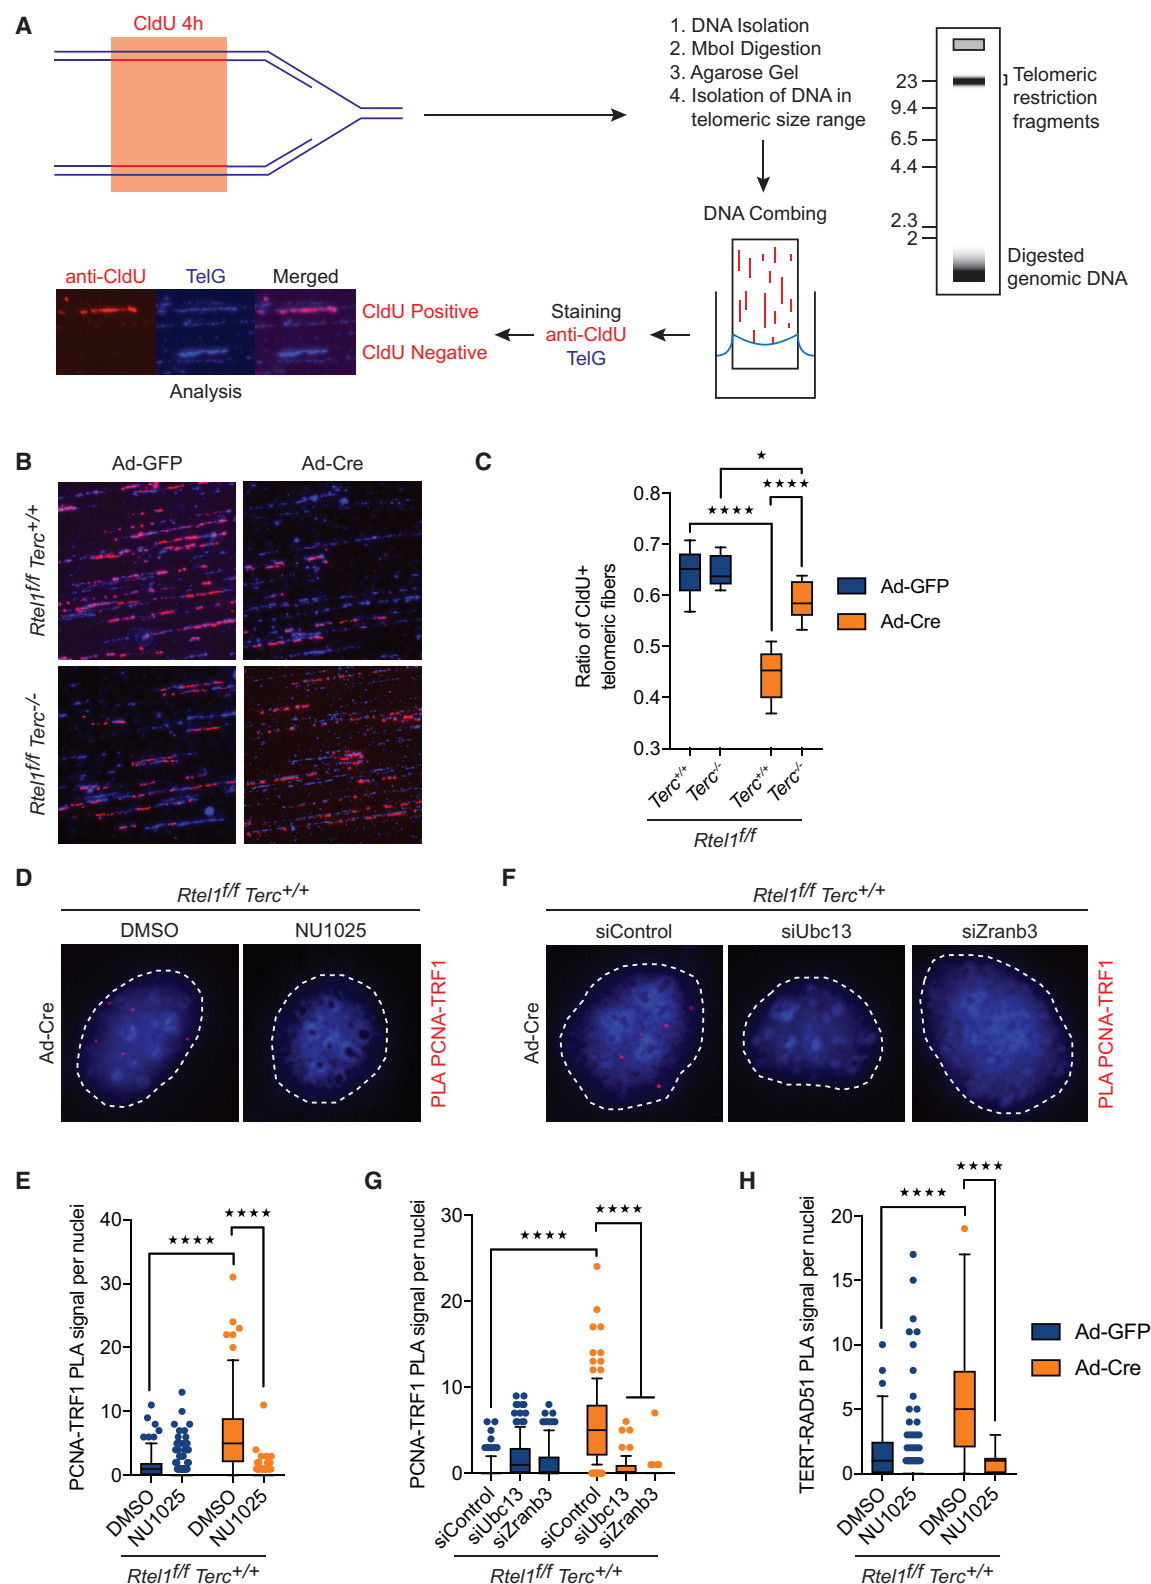 A
CldU 4h
1. DNA Isolation
2. MboI Digestion
3. Agarose Gel
4. Isolation of DNA in
telomeric size range
23
9.4
6.5
4.4
2.3
2
Telomeric
restriction
fragments
Digested
genomic DNA
DNA Combing
anti-CldU
TelG
Merged
CldU Positive
CldU Negative
Staining
anti-CldU
TelG
Analysis
B
Ad-GFP
Ad-Cre
Rtel1f/f Terc+/+
Rtel1f/f Terc-/-
C
Ratio of CldU+
telomeric fibers
0.8
0.7
0.6
0.5
0.4
0.3
★
★★★★
★★★★
Terc+/+
Terc-/-
Terc+/+
Terc-/-
Rtel1f/f
Ad-GFP
Ad-Cre
D
Rtel1f/f Terc+/+
DMSO
NU1025
Ad-Cre
PLA PCNA-TRF1
F
Rtel1f/f Terc+/+
siControl
siUbc13
siZranb3
Ad-Cre
PLA PCNA-TRF1
E
PCNA-TRF1 PLA signal per nuclei
40
30
20
10
0
★★★★
★★★★
DMSO
NU1025
DMSO
NU1025
Rtel1f/f Terc+/+
G
PCNA-TRF1 PLA signal per nuclei
30
20
10
0
★★★★
★★★★
siControl
siUbc13
siZranb3
siControl
siUbc13
siZranb3
Rtel1f/f Terc+/+
H
TERT-RAD51 PLA signal per nuclei
20
15
10
5
0
★★★★
★★★★
DMSO
NU1025
DMSO
NU1025
Rtel1f/f Terc+/+
Ad-GFP
Ad-Cre